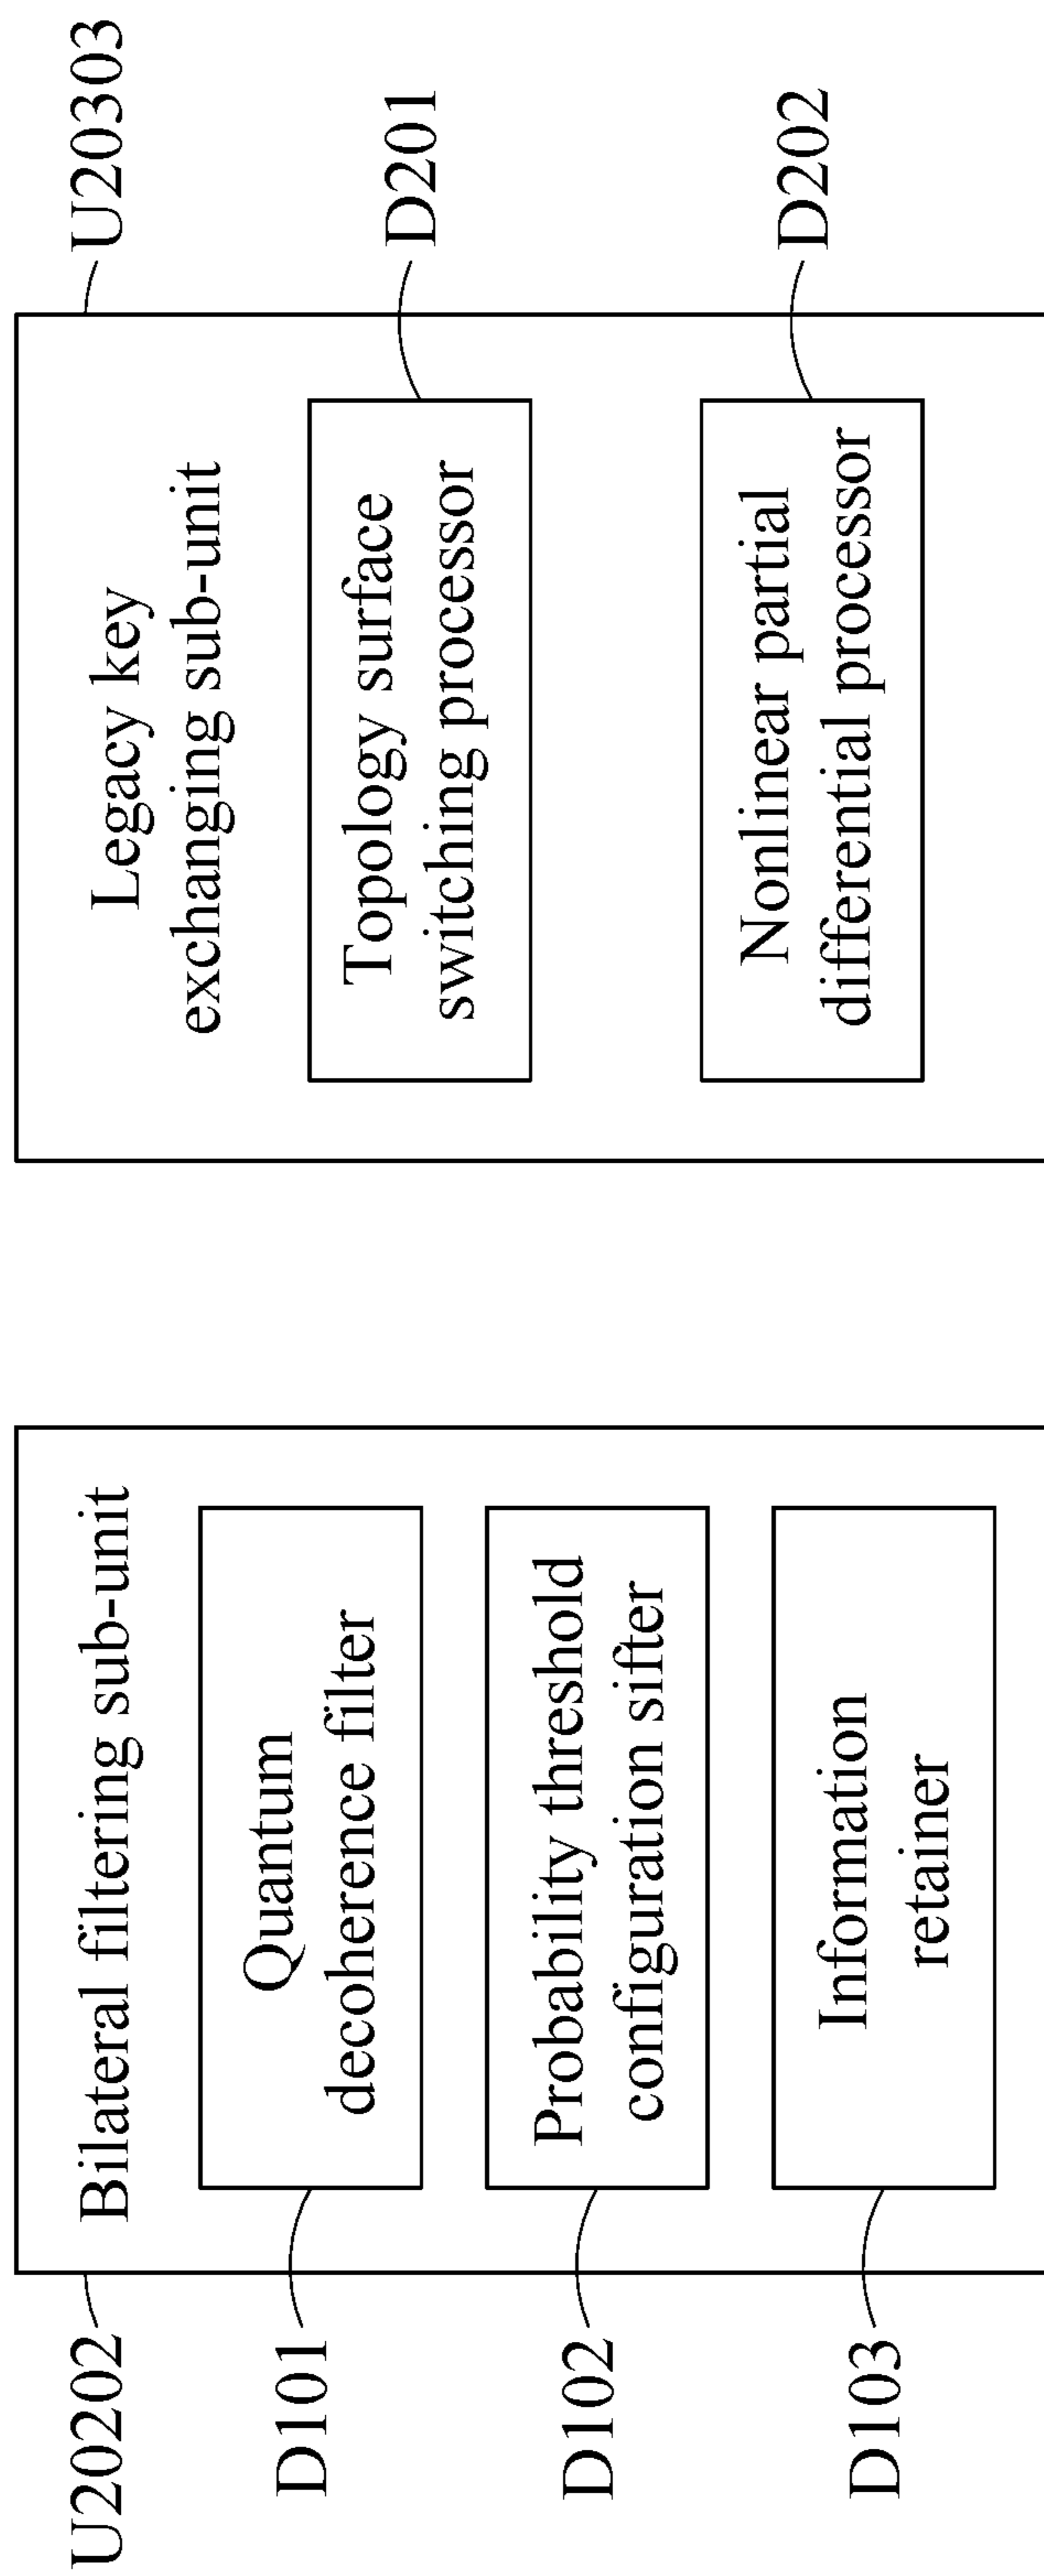 U20202
Bilateral filtering sub-unit
D101
Quantum
decoherence filter
D102
Probability threshold
configuration sifter
D103
Information
retainer
U20303
Legacy key
exchanging sub-unit
D201
Topology surface
switching processor
D202
Nonlinear partial
differential processor